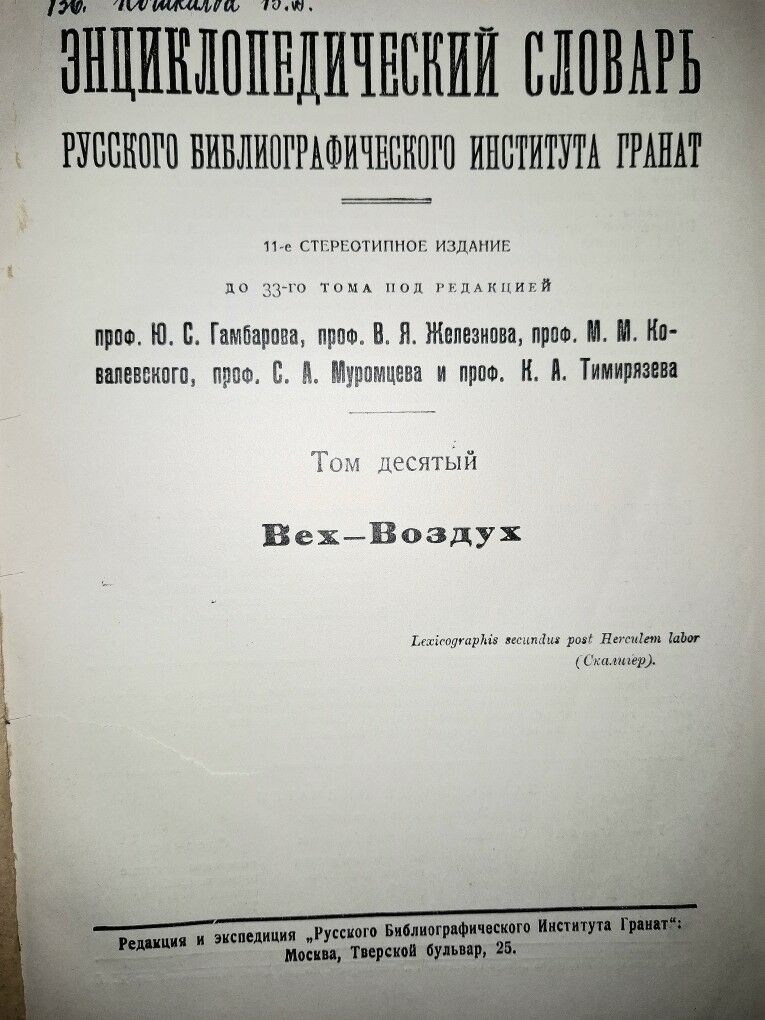 136. Кошкалда В.И.
ЭНЦИКЛОПЕДИЧЕСКИЙ СЛОВАРЬ
РУССКОГО БИБЛИОГРАФИЧЕСКОГО ИНСТИТУТА ГРАНАТ
11-е СТЕРЕОТИПНОЕ ИЗДАНИЕ
ДО 33-ГО ТОМА ПОД РЕДАКЦИЕЙ
проф. Ю. С. Гамбарова, проф. В. Я. Железнова, проф. М. М. Ко-
валевского, проф. С. А. Муромцева и проф. К. А. Тимирязева
Том десятый
Вех—Воздух
Lexicographis secundus post Herculem labor
(Скалигер).
Редакция и экспедиция „Русского Библиографического Института Гранат“:
Москва, Тверской бульвар, 25.